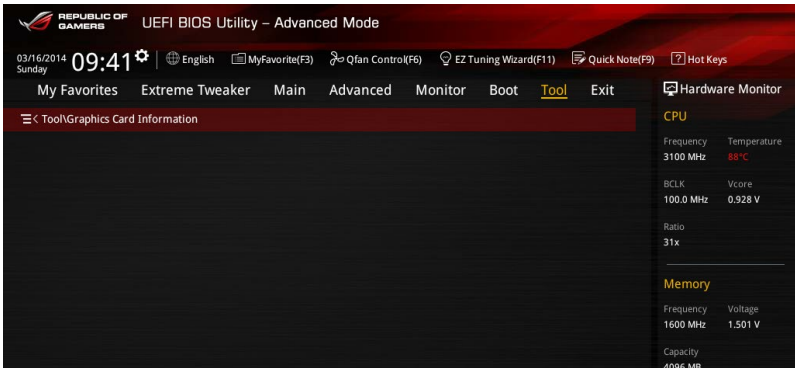 REPUBLIC OF
GAMERS
UEFI BIOS Utility – Advanced Mode
03/16/2014
Sunday
09:41
English
MyFavorite(F3)
Qfan Control(F6)
EZ Tuning Wizard(F11)
Quick Note(F9)
? Hot Keys
My Favorites Extreme Tweaker Main Advanced Monitor Boot Tool Exit
< Tool\Graphics Card Information
Hardware Monitor
CPU
Frequency Temperature
3100 MHz 88°C
BCLK Vcore
100.0 MHz 0.928 V
Ratio
31x
Memory
Frequency Voltage
1600 MHz 1.501 V
Capacity
4096 MB